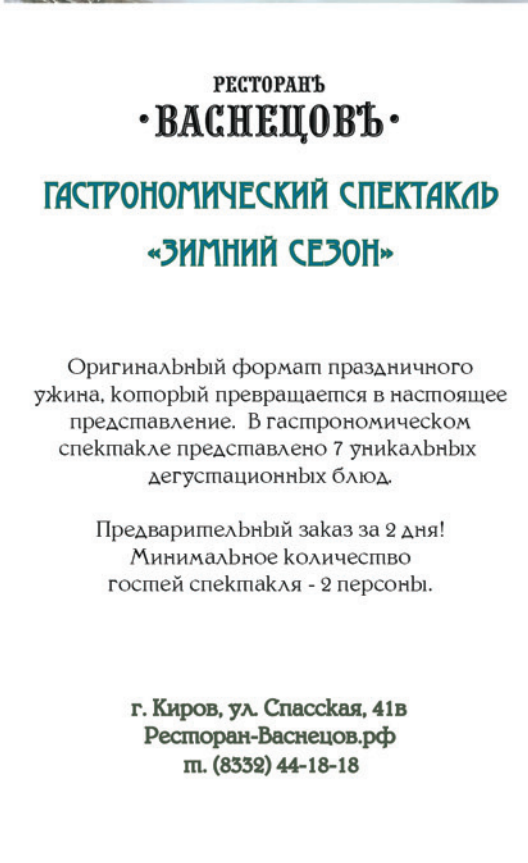 РЕСТОРАНЪ
·ВАСНЕЦОВЪ·
ГАСТРОНОМИЧЕСКИЙ СПЕКТАКЛЬ
«ЗИМНИЙ СЕЗОН»
Оригинальный формат праздничного
ужина, который превращается в настоящее
представление. В гастрономическом
спектакле представлено 7 уникальных
дегустационных блюд.
Предварительный заказ за 2 дня!
Минимальное количество
гостей спектакля - 2 персоны.
г. Киров, ул. Спасская, 41в
Ресторан-Васнецов.рф
т. (8332) 44-18-18